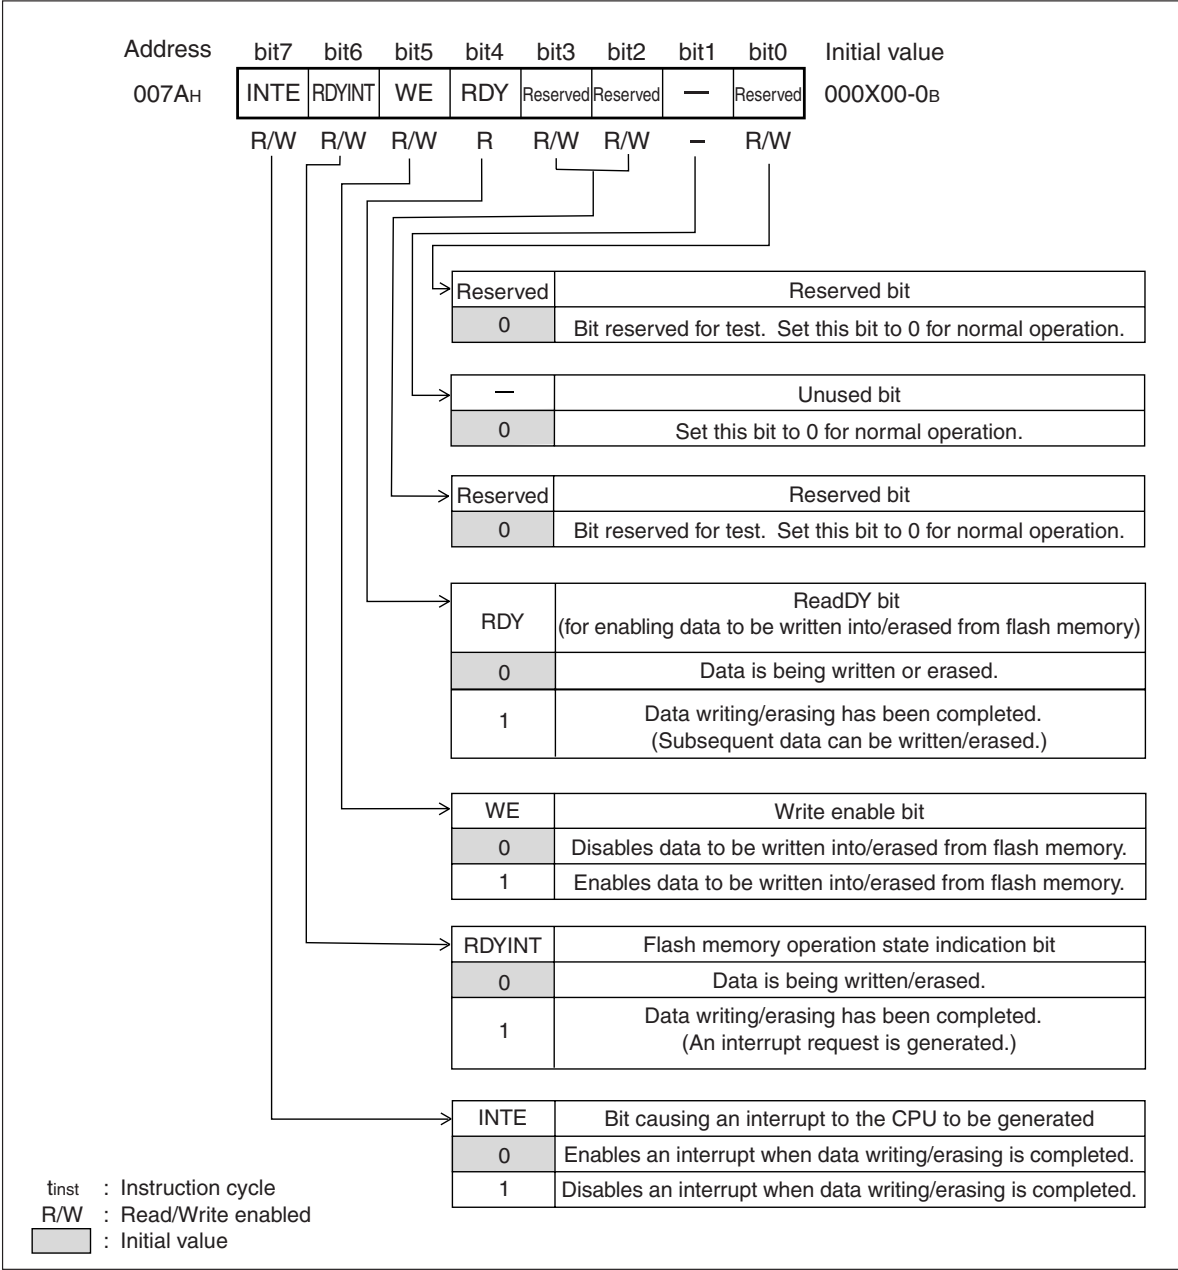 Address bit7 bit6 bit5 bit4 bit3 bit2 bit1 bit0 Initial value
007AH INTE RDYINT WE RDY Reserved Reserved — Reserved 000X00-0B
R/W R/W R/W R R/W R/W – R/W
Reserved Reserved bit
0 Bit reserved for test. Set this bit to 0 for normal operation.
— Unused bit
0 Set this bit to 0 for normal operation.
Reserved Reserved bit
0 Bit reserved for test. Set this bit to 0 for normal operation.
ReadDY bit
RDY (for enabling data to be written into/erased from flash memory)
0 Data is being written or erased.
1 Data writing/erasing has been completed.
(Subsequent data can be written/erased.)
WE Write enable bit
0 Disables data to be written into/erased from flash memory.
1 Enables data to be written into/erased from flash memory.
RDYINT Flash memory operation state indication bit
0 Data is being written/erased.
1 Data writing/erasing has been completed.
(An interrupt request is generated.)
INTE Bit causing an interrupt to the CPU to be generated
0 Enables an interrupt when data writing/erasing is completed.
1 Disables an interrupt when data writing/erasing is completed.
tinst : Instruction cycle
R/W : Read/Write enabled
: Initial value